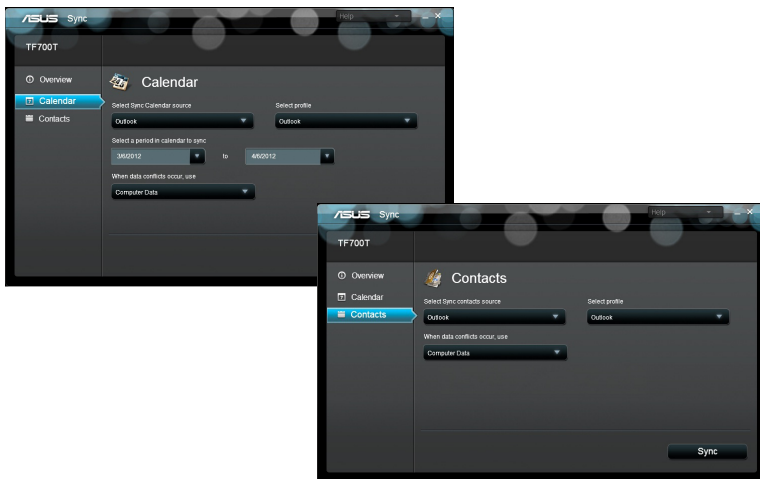 ASUS Sync
Help
TF700T
Overview
Calendar
Contacts
Calendar
Select Sync Calendar source
Select profile
Outlook
Outlook
Select a period in calendar to sync
3/6/2012 to 4/6/2012
When data conflicts occur, use
Computer Data
ASUS Sync
Help
TF700T
Overview
Calendar
Contacts
Contacts
Select Sync contacts source
Select profile
Outlook
Outlook
When data conflicts occur, use
Computer Data
Sync